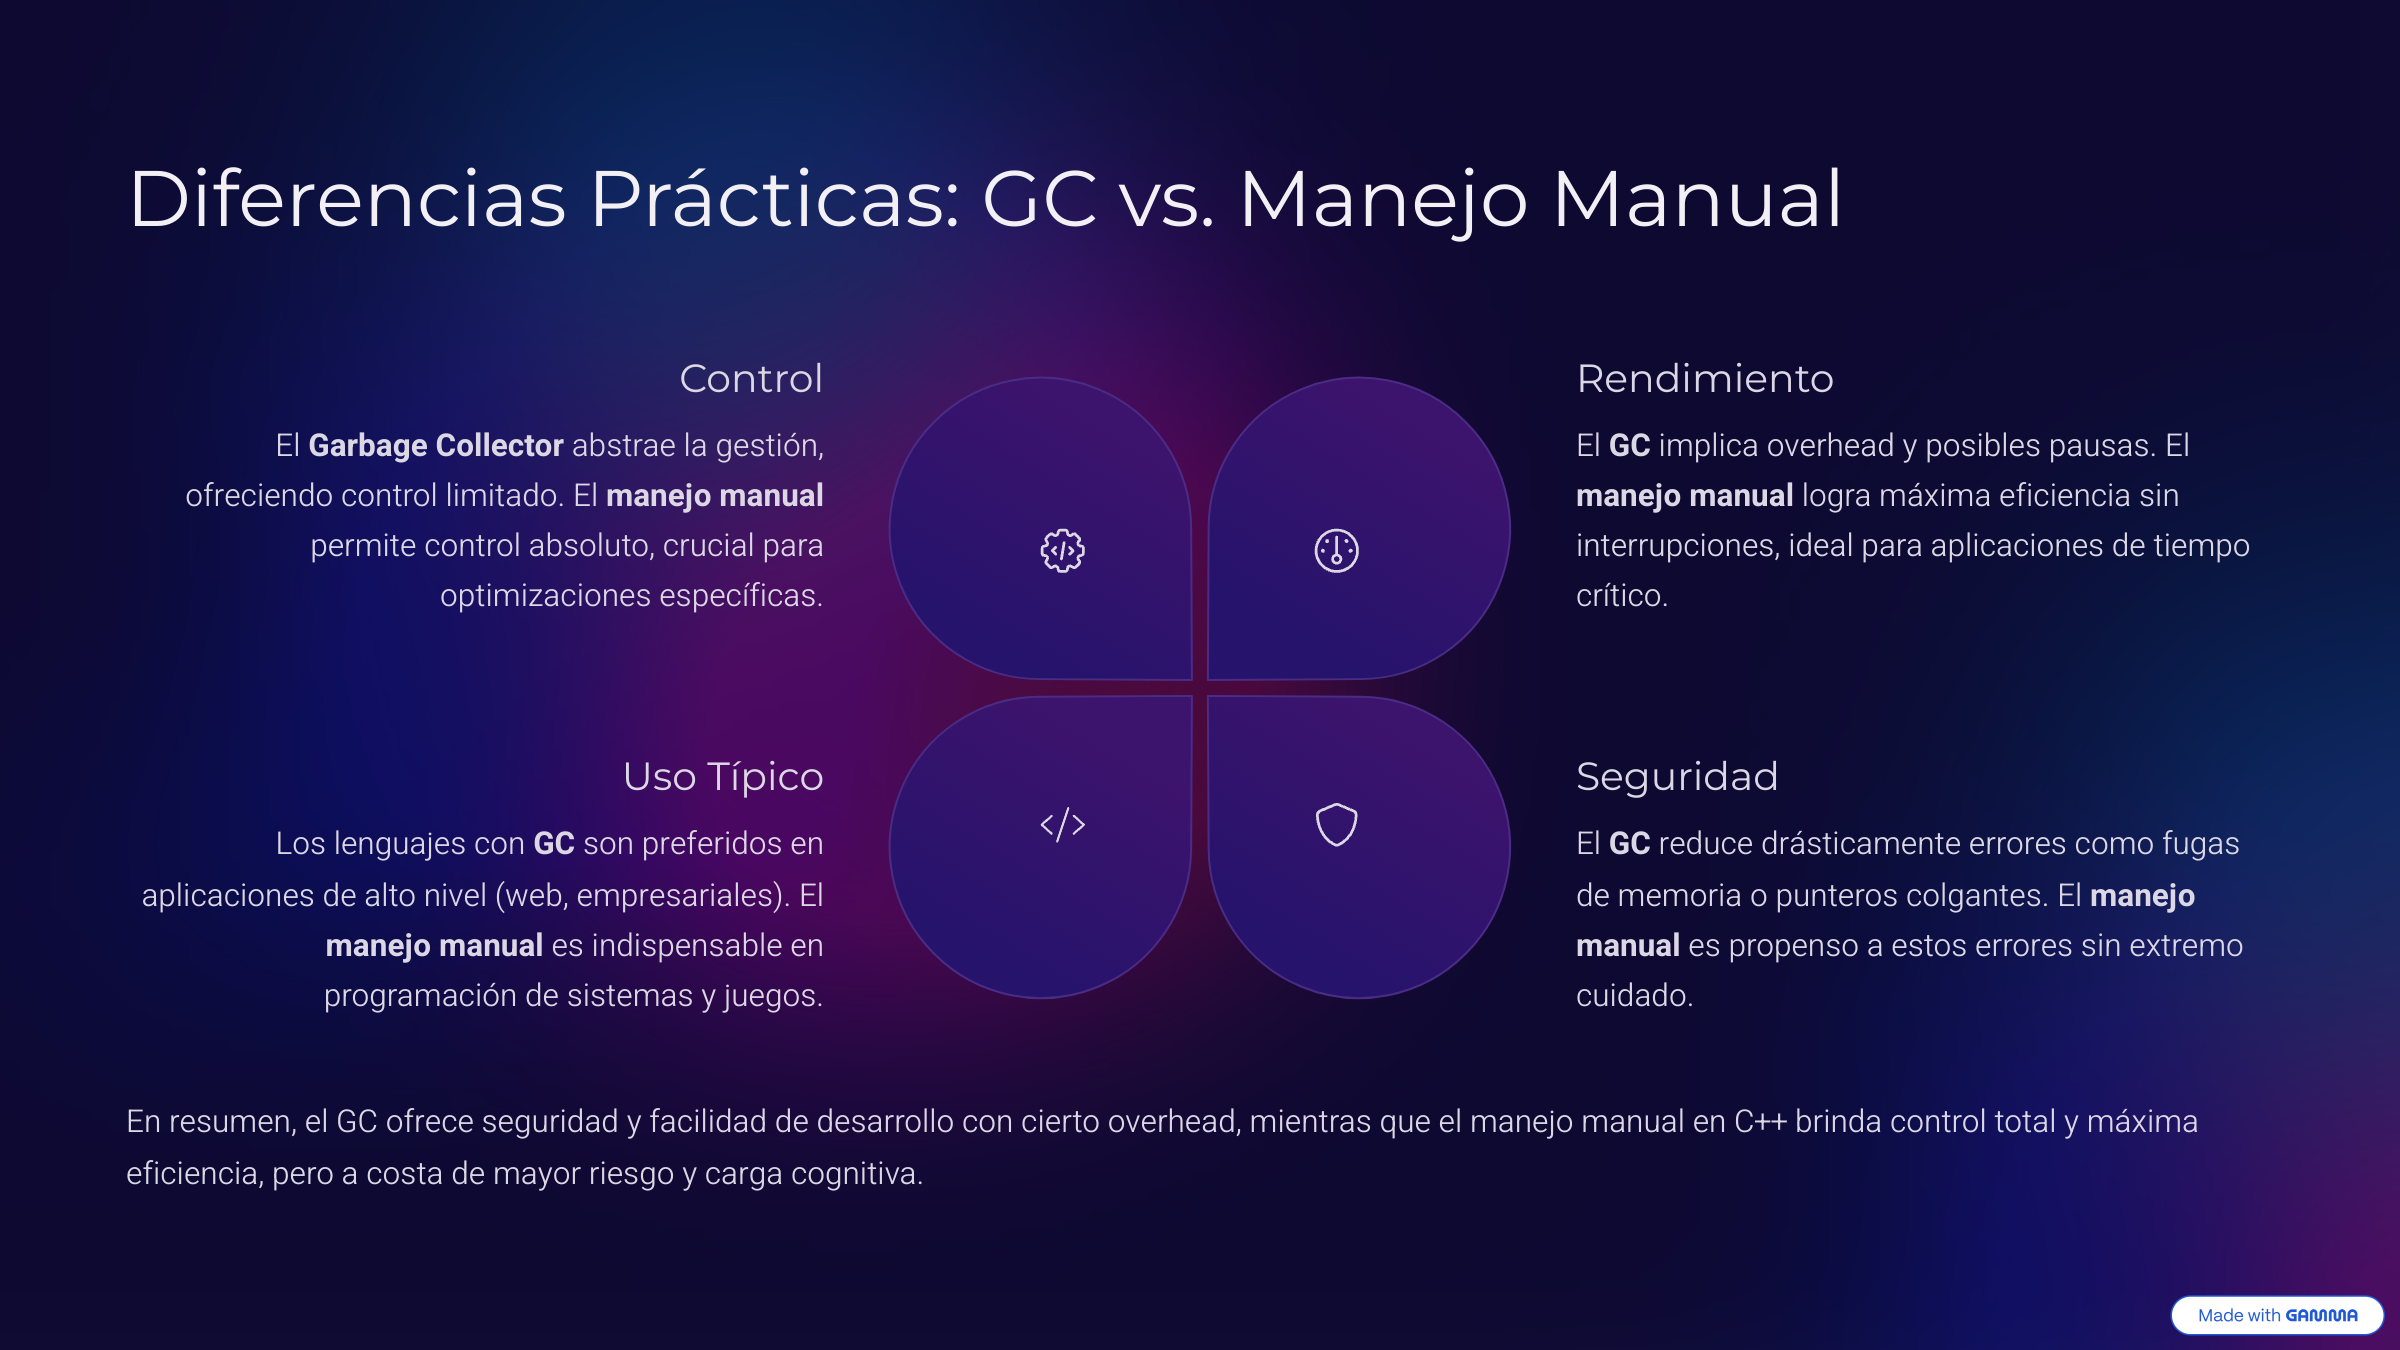 Diferencias Prácticas: GC vs. Manejo Manual
Control
El Garbage Collector abstrae la gestión,
ofreciendo control limitado. El manejo manual
permite control absoluto, crucial para
optimizaciones específicas.
Rendimiento
El GC implica overhead y posibles pausas. El
manejo manual logra máxima eficiencia sin
interrupciones, ideal para aplicaciones de tiempo
crítico.
Uso Típico
Los lenguajes con GC son preferidos en
aplicaciones de alto nivel (web, empresariales). El
manejo manual es indispensable en
programación de sistemas y juegos.
Seguridad
El GC reduce drásticamente errores como fugas
de memoria o punteros colgantes. El manejo
manual es propenso a estos errores sin extremo
cuidado.
En resumen, el GC ofrece seguridad y facilidad de desarrollo con cierto overhead, mientras que el manejo manual en C++ brinda control total y máxima
eficiencia, pero a costa de mayor riesgo y carga cognitiva.
Made with GAMMA